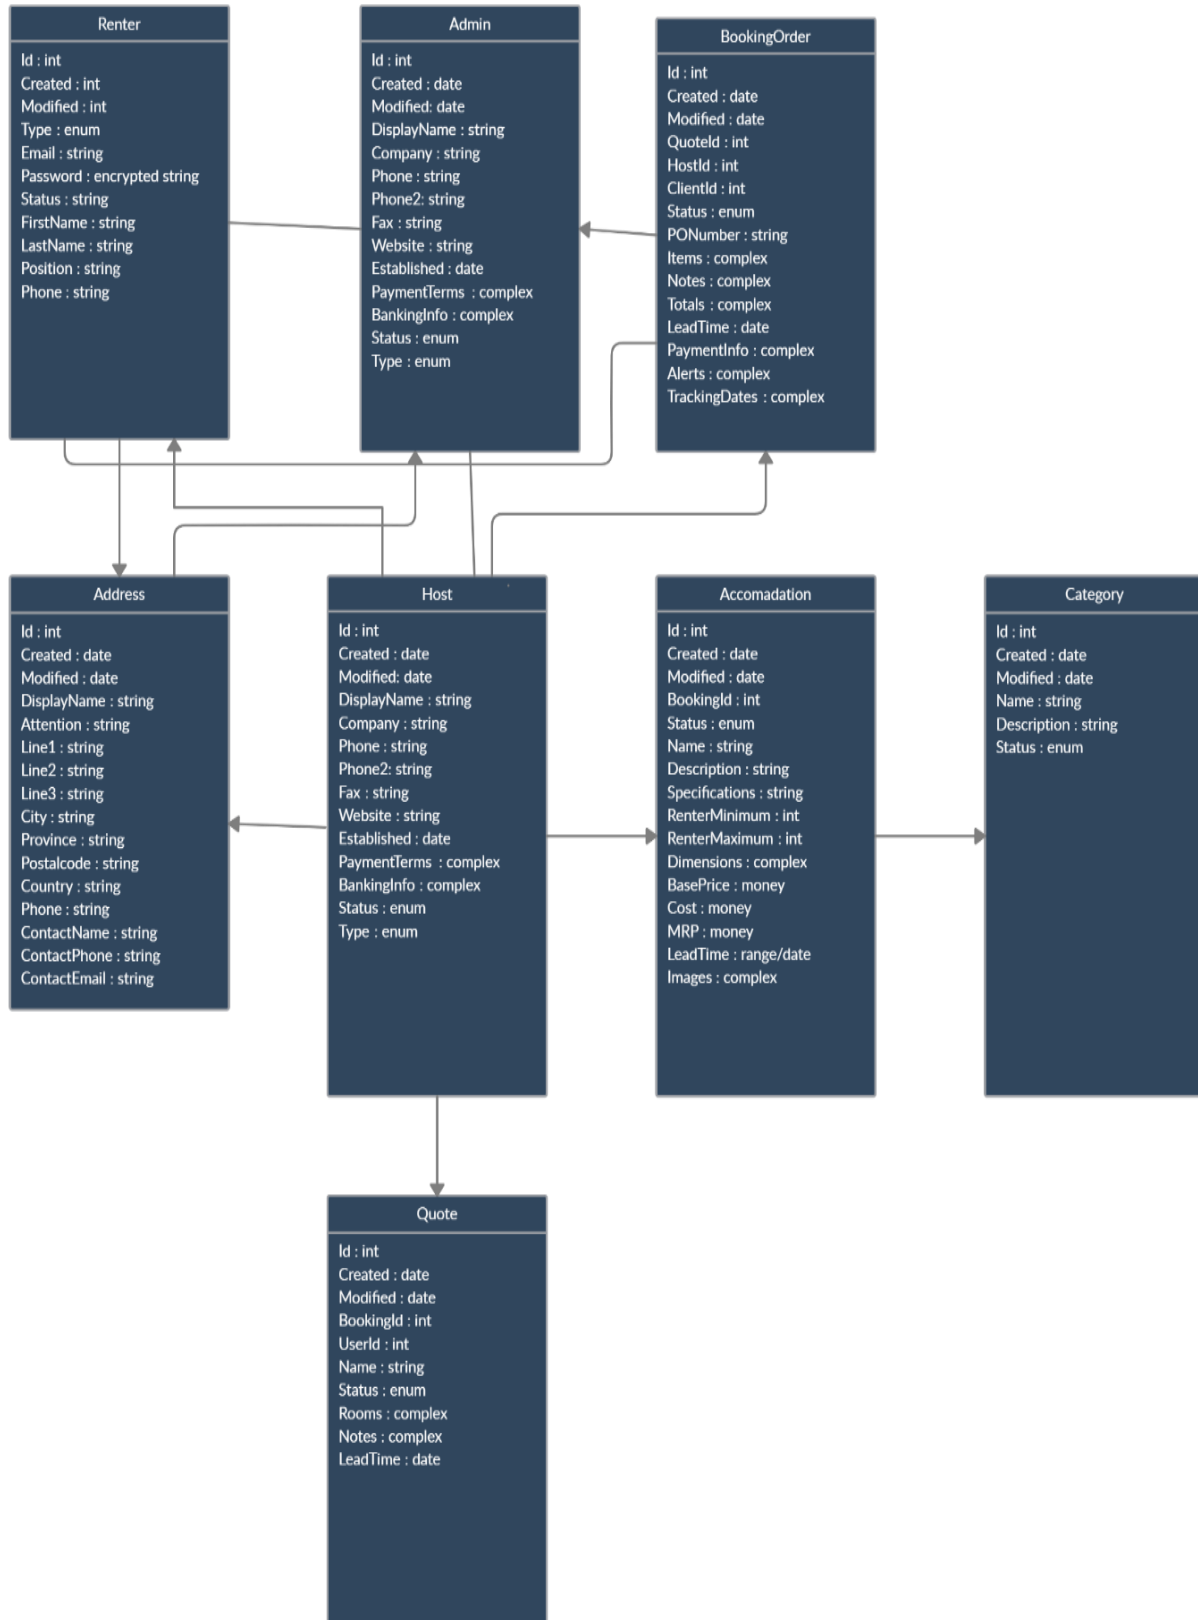 Renter
Id : int
Created : int
Modified : int
Type : enum
Email : string
Password : encrypted string
Status : string
FirstName : string
LastName : string
Position : string
Phone : string
Admin
Id : int
Created : date
Modified: date
DisplayName : string
Company : string
Phone : string
Phone2: string
Fax : string
Website : string
Established : date
PaymentTerms : complex
BankingInfo : complex
Status : enum
Type : enum
BookingOrder
Id : int
Created : date
Modified : date
QuoteId : int
HostId : int
ClientId : int
Status : enum
PONumber : string
Items : complex
Notes : complex
Totals : complex
LeadTime : date
PaymentInfo : complex
Alerts : complex
TrackingDates : complex
Address
Id : int
Created : date
Modified : date
DisplayName : string
Attention : string
Line1 : string
Line2 : string
Line3 : string
City : string
Province : string
Postalcode : string
Country : string
Phone : string
ContactName : string
ContactPhone : string
ContactEmail : string
Host
Id : int
Created : date
Modified: date
DisplayName : string
Company : string
Phone : string
Phone2: string
Fax : string
Website : string
Established : date
PaymentTerms : complex
BankingInfo : complex
Status : enum
Type : enum
Accomadation
Id : int
Created : date
Modified : date
BookingId : int
Status : enum
Name : string
Description : string
Specifications : string
RenterMinimum : int
RenterMaximum : int
Dimensions : complex
BasePrice : money
Cost : money
MRP : money
LeadTime : range/date
Images : complex
Category
Id : int
Created : date
Modified : date
Name : string
Description : string
Status : enum
Quote
Id : int
Created : date
Modified : date
BookingId : int
UserId : int
Name : string
Status : enum
Rooms : complex
Notes : complex
LeadTime : date